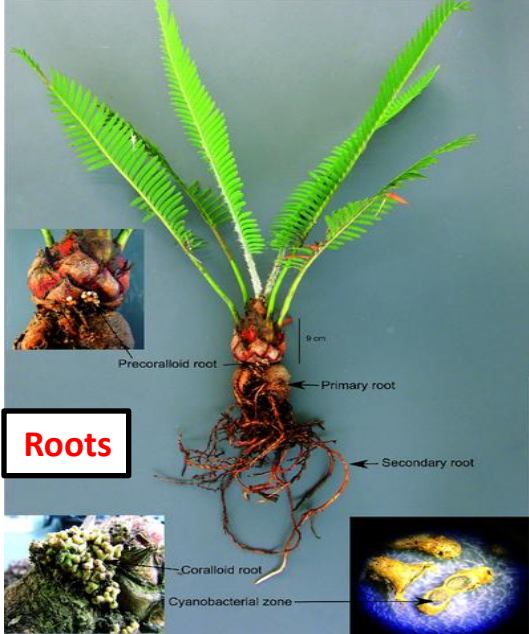 9 cm
Precoralloid root
Primary root
Roots
Secondary root
Coralloid root
Cyanobacterial zone